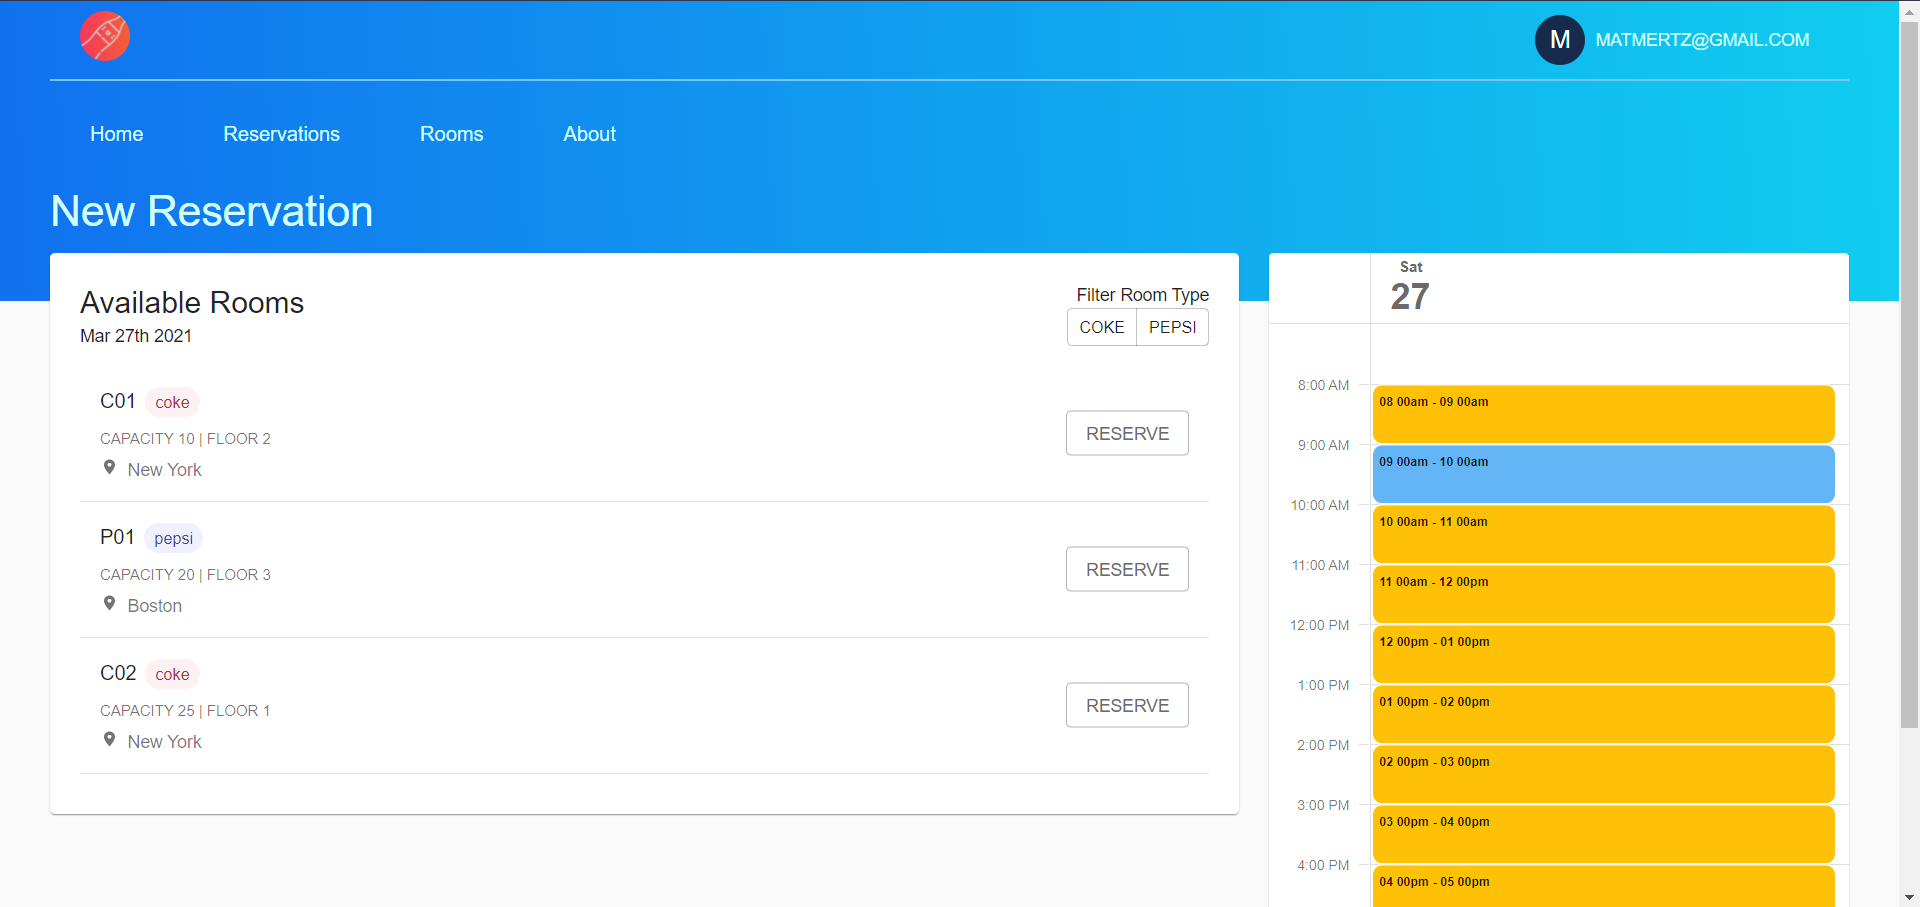 M MATMERTZ@GMAIL.COM
Home Reservations Rooms About
New Reservation
Available Rooms
Mar 27th 2021
Filter Room Type
COKE PEPSI
C01 coke
CAPACITY 10 | FLOOR 2
New York
RESERVE
P01 pepsi
CAPACITY 20 | FLOOR 3
Boston
RESERVE
C02 coke
CAPACITY 25 | FLOOR 1
New York
RESERVE
Sat
27
8:00 AM
08 00am - 09 00am
9:00 AM
09 00am - 10 00am
10:00 AM
10 00am - 11 00am
11:00 AM
11 00am - 12 00pm
12:00 PM
12 00pm - 01 00pm
1:00 PM
01 00pm - 02 00pm
2:00 PM
02 00pm - 03 00pm
3:00 PM
03 00pm - 04 00pm
4:00 PM
04 00pm - 05 00pm